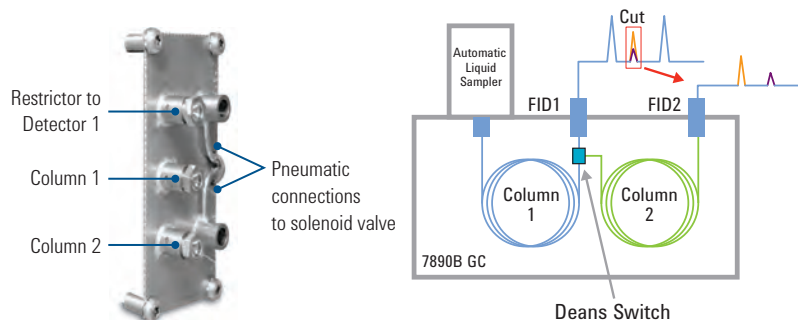 Restrictor to
Detector 1
Column 1
Column 2
Pneumatic
connections
to solenoid valve
Cut
Automatic
Liquid
Sampler
FID1
FID2
Column
1
Column
2
7890B GC
Deans Switch